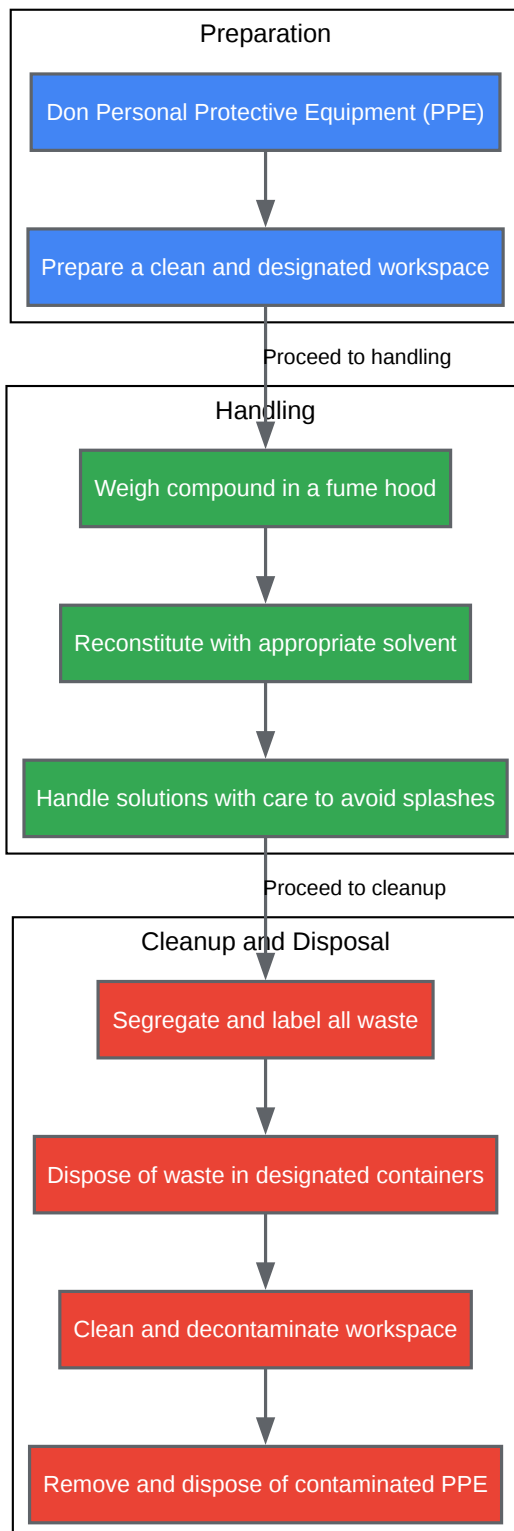 Preparation
Don Personal Protective Equipment (PPE)
Prepare a clean and designated workspace
Proceed to handling
Handling
Weigh compound in a fume hood
Reconstitute with appropriate solvent
Handle solutions with care to avoid splashes
Proceed to cleanup
Cleanup and Disposal
Segregate and label all waste
Dispose of waste in designated containers
Clean and decontaminate workspace
Remove and dispose of contaminated PPE